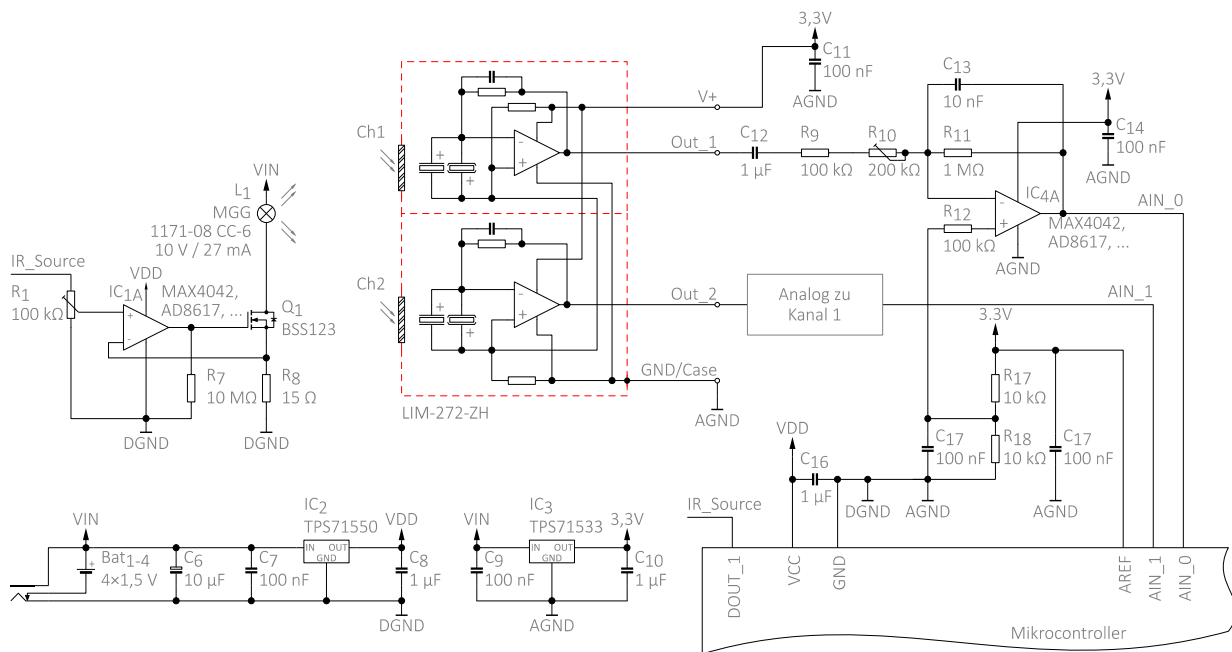 3,3V
C11
100 nF
AGND
V+
Ch1
Out_1
C12
1 µF
R9
100 kΩ
R10
200 kΩ
C13
10 nF
R11
1 MΩ
3,3V
C14
100 nF
AGND
IC4A
MAX4042,
AD8617, ...
R12
100 kΩ
AGND
AIN_0
VIN
L1
MGG
1171-08 CC-6
10 V / 27 mA
IR_Source
R1
100 kΩ
IC1A
VDD
MAX4042,
AD8617, ...
Q1
BSS123
R7
10 MΩ
R8
15 Ω
DGND
DGND
Ch2
Out_2
Analog zu
Kanal 1
AIN_1
GND/Case
AGND
LIM-272-ZH
3.3V
R17
10 kΩ
R18
10 kΩ
C17
100 nF
C17
100 nF
AGND
AGND
VDD
C16
1 µF
DGND
IR_Source
VIN
Bat1-4
4×1,5 V
C6
10 µF
C7
100 nF
IC2
TPS71550
IN OUT
GND
VDD
C8
1 µF
DGND
VIN
C9
100 nF
IC3
TPS71533
IN OUT
GND
3,3V
C10
1 µF
AGND
DOUT_1
VCC
GND
AREF
AIN_1
AIN_0
Mikrocontroller